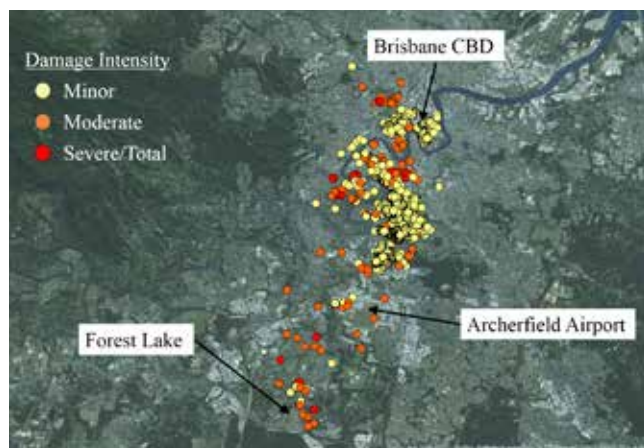 Brisbane CBD
Damage Intensity
Minor
Moderate
Severe/Total
Archerfield Airport
Forest Lake